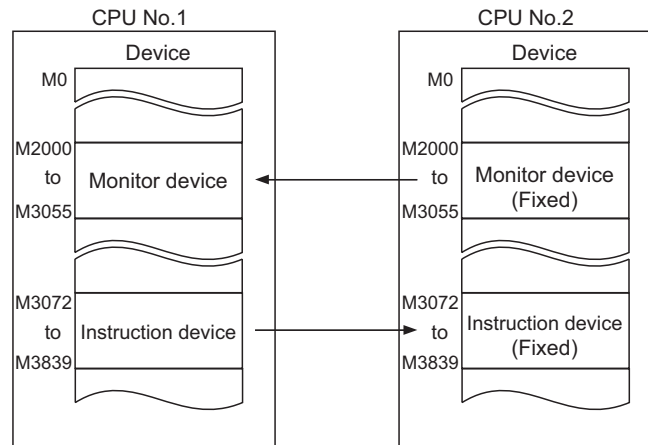 CPU No.1
Device
M0
M2000
to
M3055
Monitor device
M3072
to
M3839
Instruction device
CPU No.2
Device
M0
M2000
to
M3055
Monitor device
(Fixed)
M3072
to
M3839
Instruction device
(Fixed)